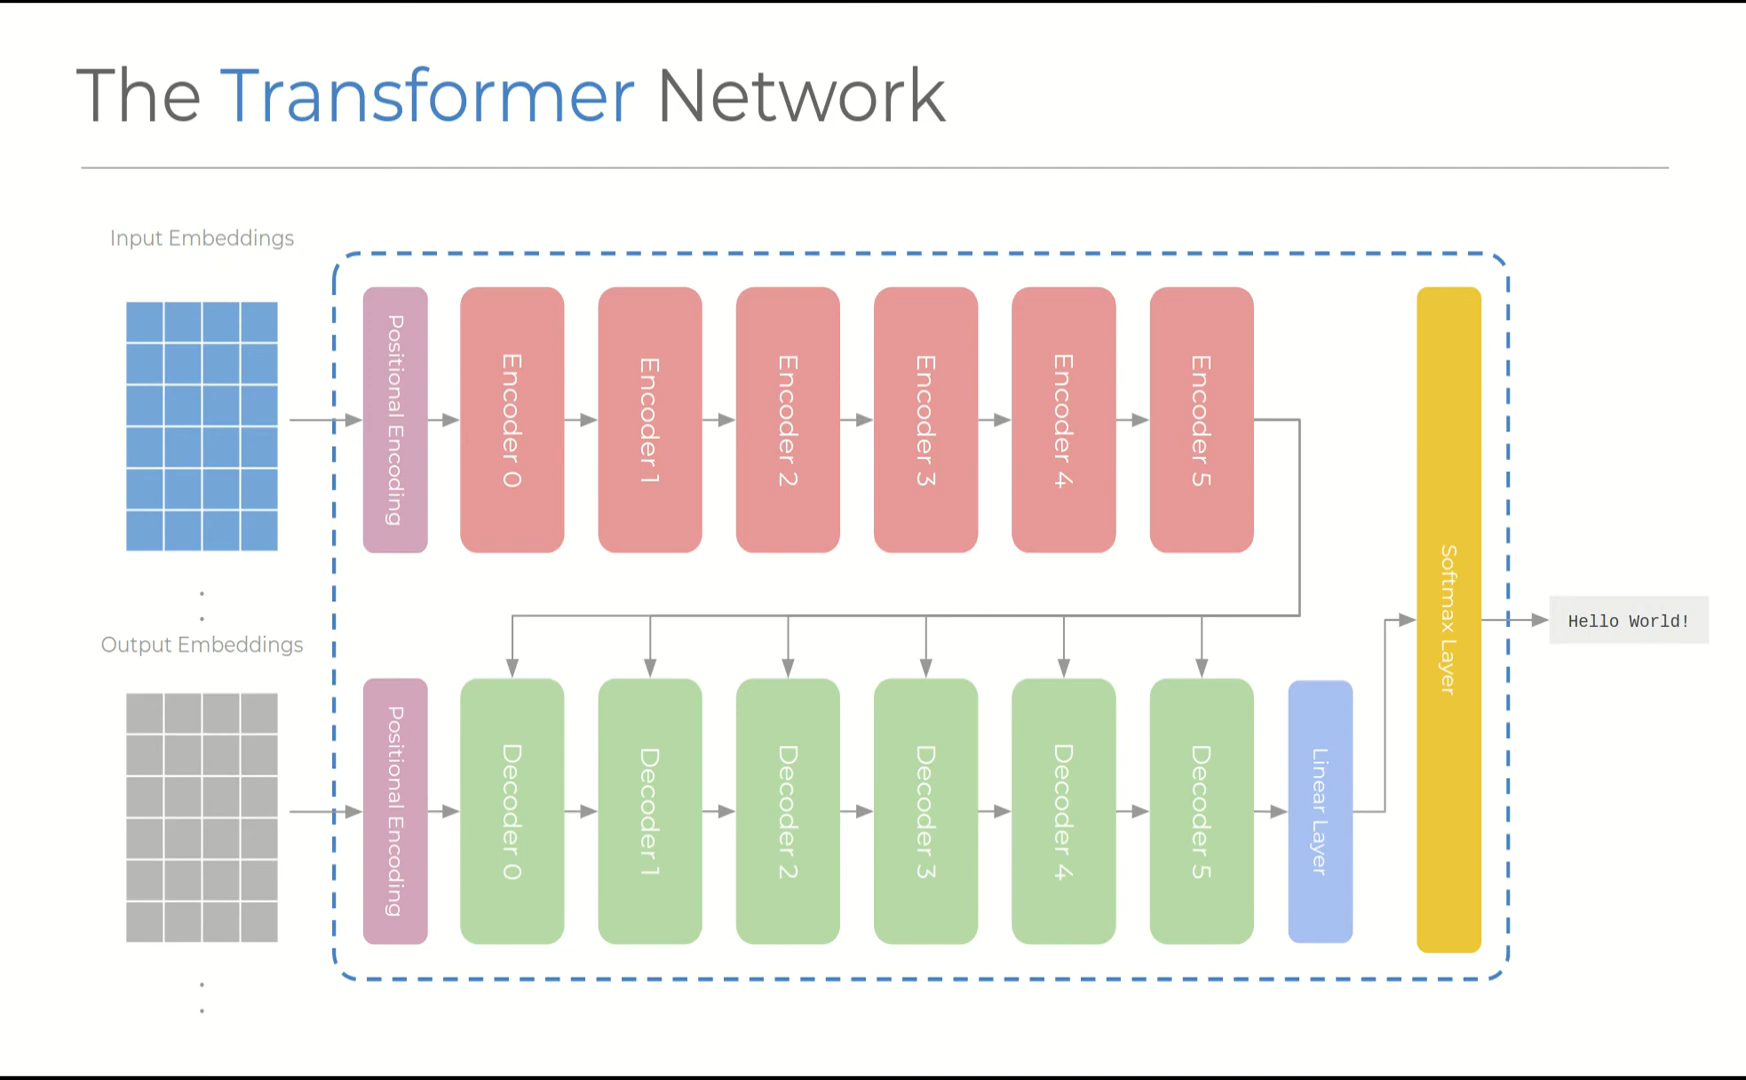 The Transformer Network
Input Embeddings
Positional Encoding
Encoder 0
Encoder 1
Encoder 2
Encoder 3
Encoder 4
Encoder 5
Softmax Layer
Hello World!
Output Embeddings
Positional Encoding
Decoder 0
Decoder 1
Decoder 2
Decoder 3
Decoder 4
Decoder 5
Linear Layer